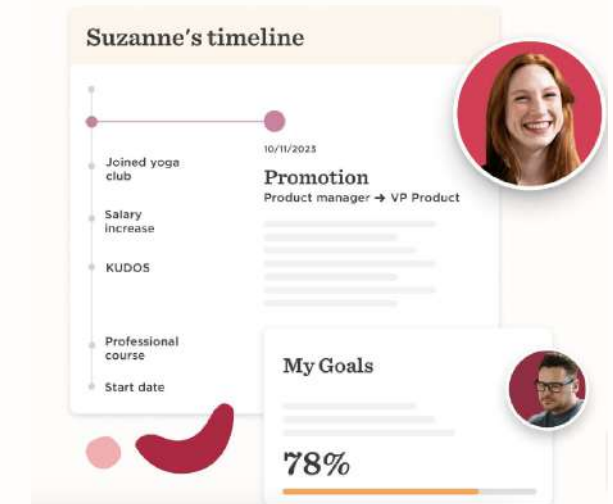 Suzanne's timeline
10/11/2023
Promotion
Product manager → VP Product
Joined yoga
club
Salary
increase
KUDOS
Professional
course
Start date
My Goals
78%